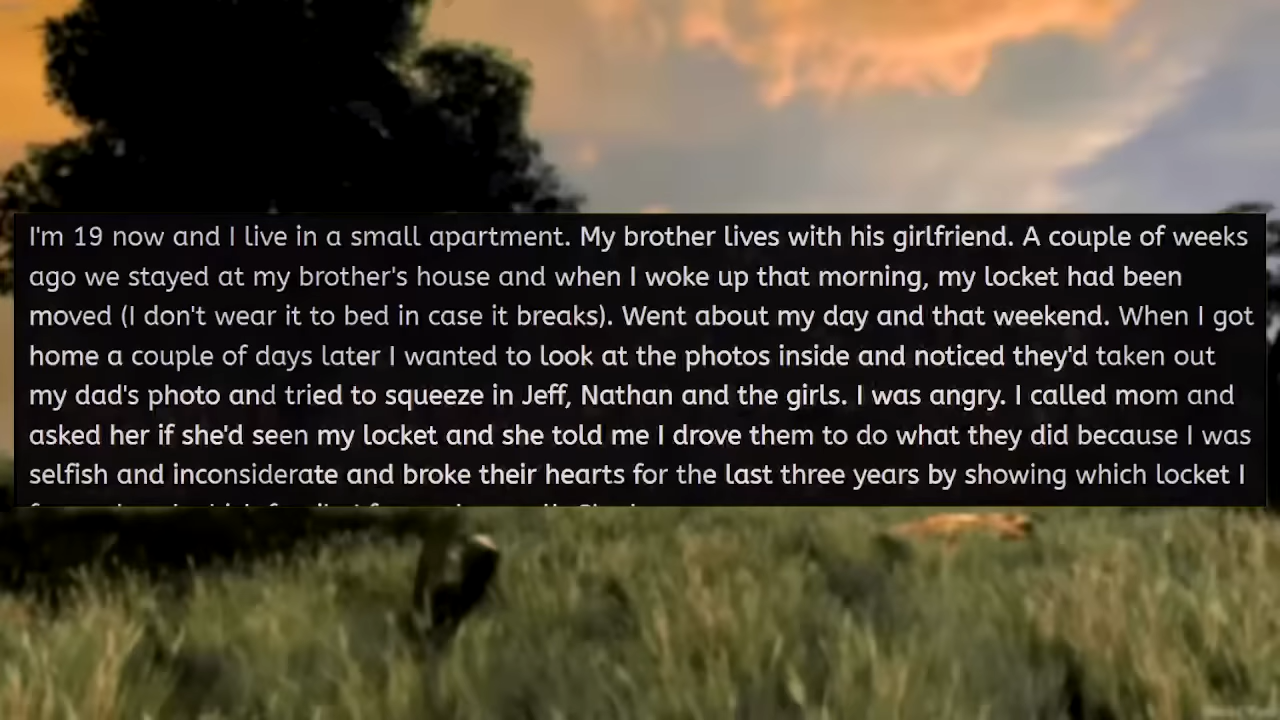 I'm 19 now and I live in a small apartment. My brother lives with his girlfriend. A couple of weeks
ago we stayed at my brother's house and when I woke up that morning, my locket had been
moved (I don't wear it to bed in case it breaks). Went about my day and that weekend. When I got
home a couple of days later I wanted to look at the photos inside and noticed they'd taken out
my dad's photo and tried to squeeze in Jeff, Nathan and the girls. I was angry. I called mom and
asked her if she'd seen my locket and she told me I drove them to do what they did because I was
selfish and inconsiderate and broke their hearts for the last three years by showing which locket I